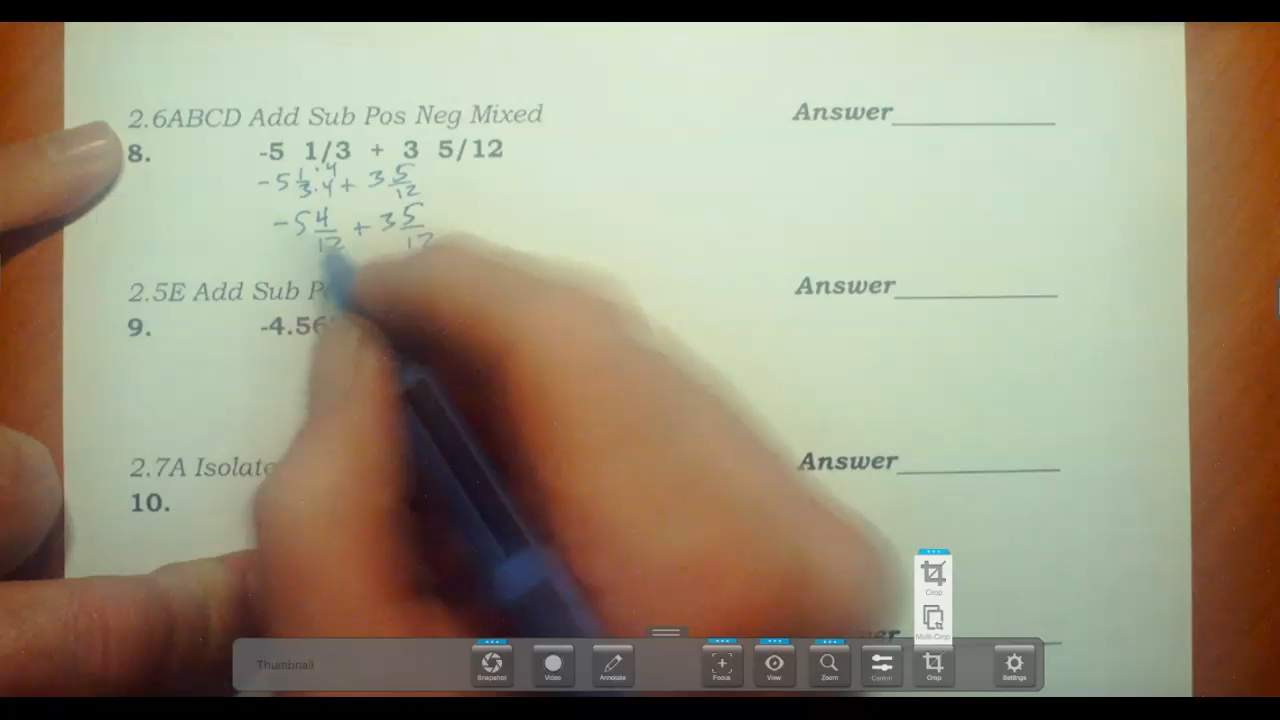 2.6ABCD Add Sub Pos Neg Mixed
Answer
8. -5 1/3 + 3 5/12
-5 1·4/3·4 + 3 5/12
-5 4/12 + 3 5/12
2.5E Add Sub
Answer
9. -4.56
2.7A Isolate
Answer
10.
Crop
Multi-Crop
Thumbnail
Snapshot
Video
Annotate
Focus
View
Zoom
Control
Crop
Settings